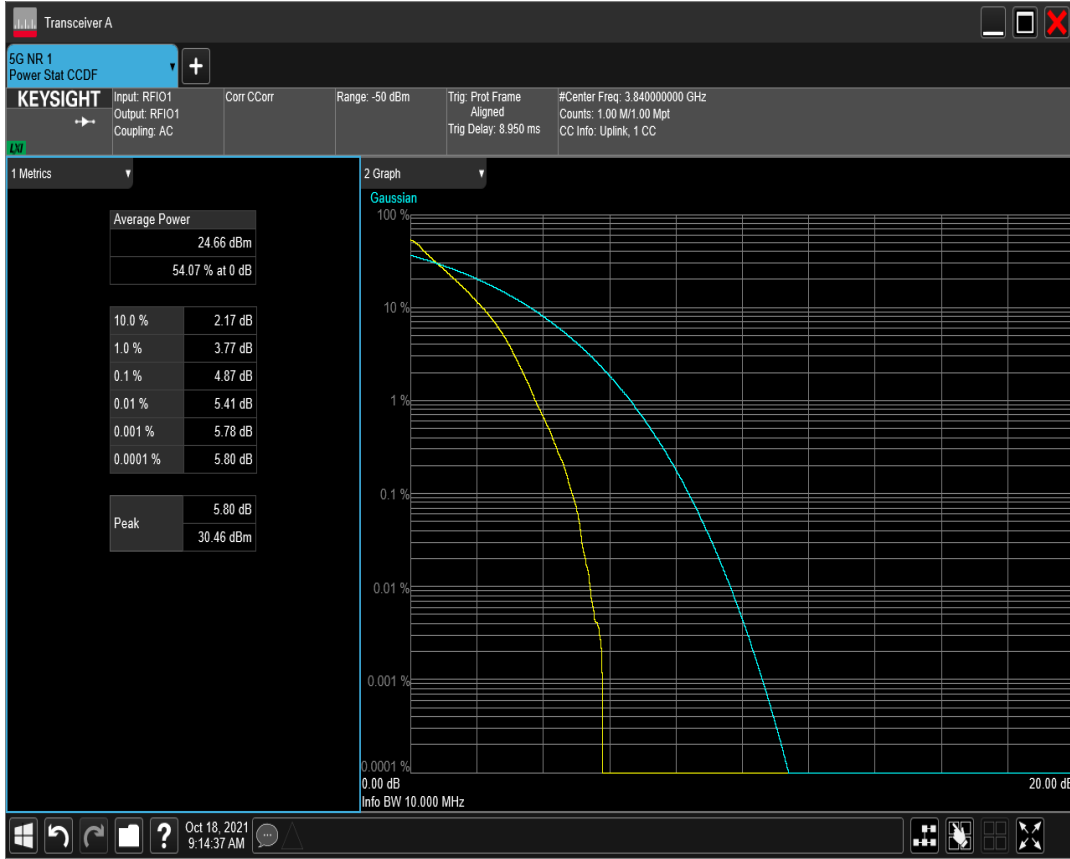 Transceiver A
5G NR 1
Power Stat CCDF
+
KEYSIGHT
LXI
Input: RFIO1
Output: RFIO1
Coupling: AC
Corr CCorr
Range: -50 dBm
Trig: Prot Frame
Aligned
Trig Delay: 8.950 ms
#Center Freq: 3.840000000 GHz
Counts: 1.00 M/1.00 Mpt
CC Info: Uplink, 1 CC
1 Metrics
Average Power
24.66 dBm
54.07 % at 0 dB
10.0 % 2.17 dB
1.0 % 3.77 dB
0.1 % 4.87 dB
0.01 % 5.41 dB
0.001 % 5.78 dB
0.0001 % 5.80 dB
Peak
5.80 dB
30.46 dBm
2 Graph
Gaussian
100 %
10 %
1 %
0.1 %
0.01 %
0.001 %
0.0001 %
0.00 dB 20.00 dB
Info BW 10.000 MHz
?
Oct 18, 2021
9:14:37 AM